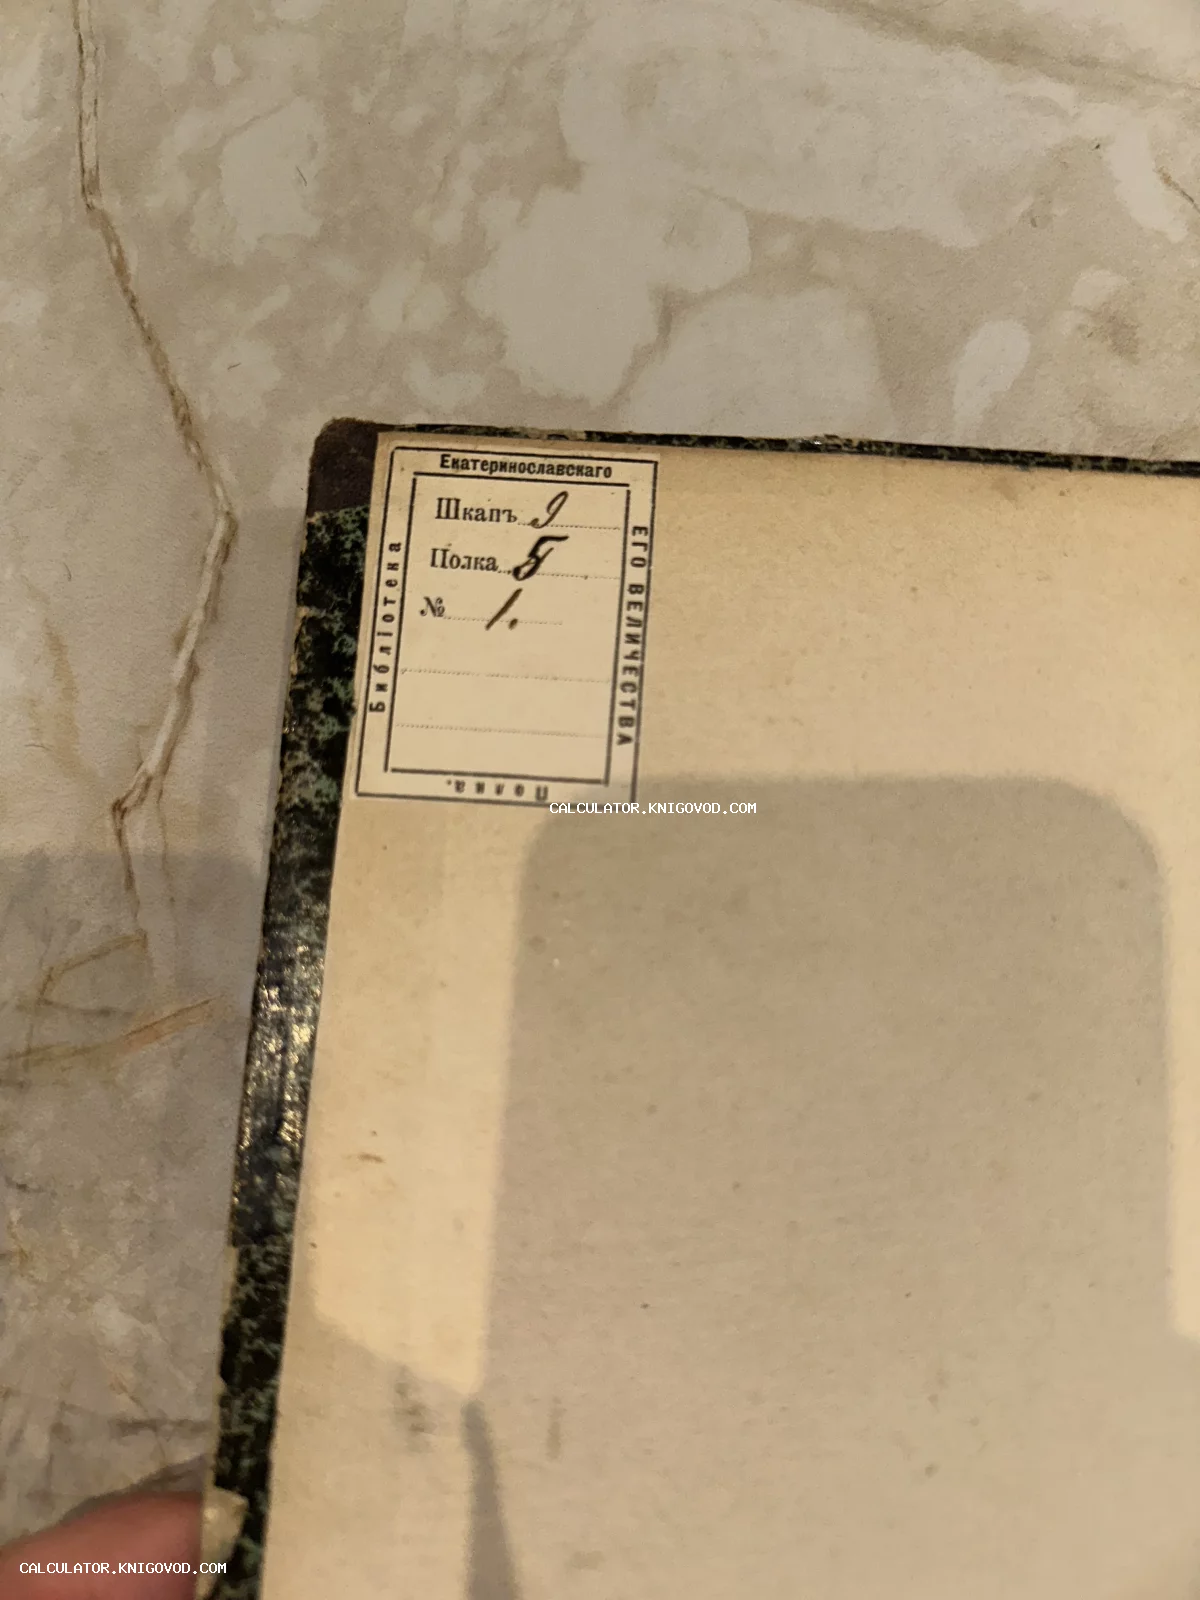 Екатеринославскаго
Шкапъ 9
Полка 5
№ 1.
Библіотека
ЕГО ВЕЛИЧЕСТВА
Полка.
CALCULATOR.KNIGOVOD.COM
CALCULATOR.KNIGOVOD.COM